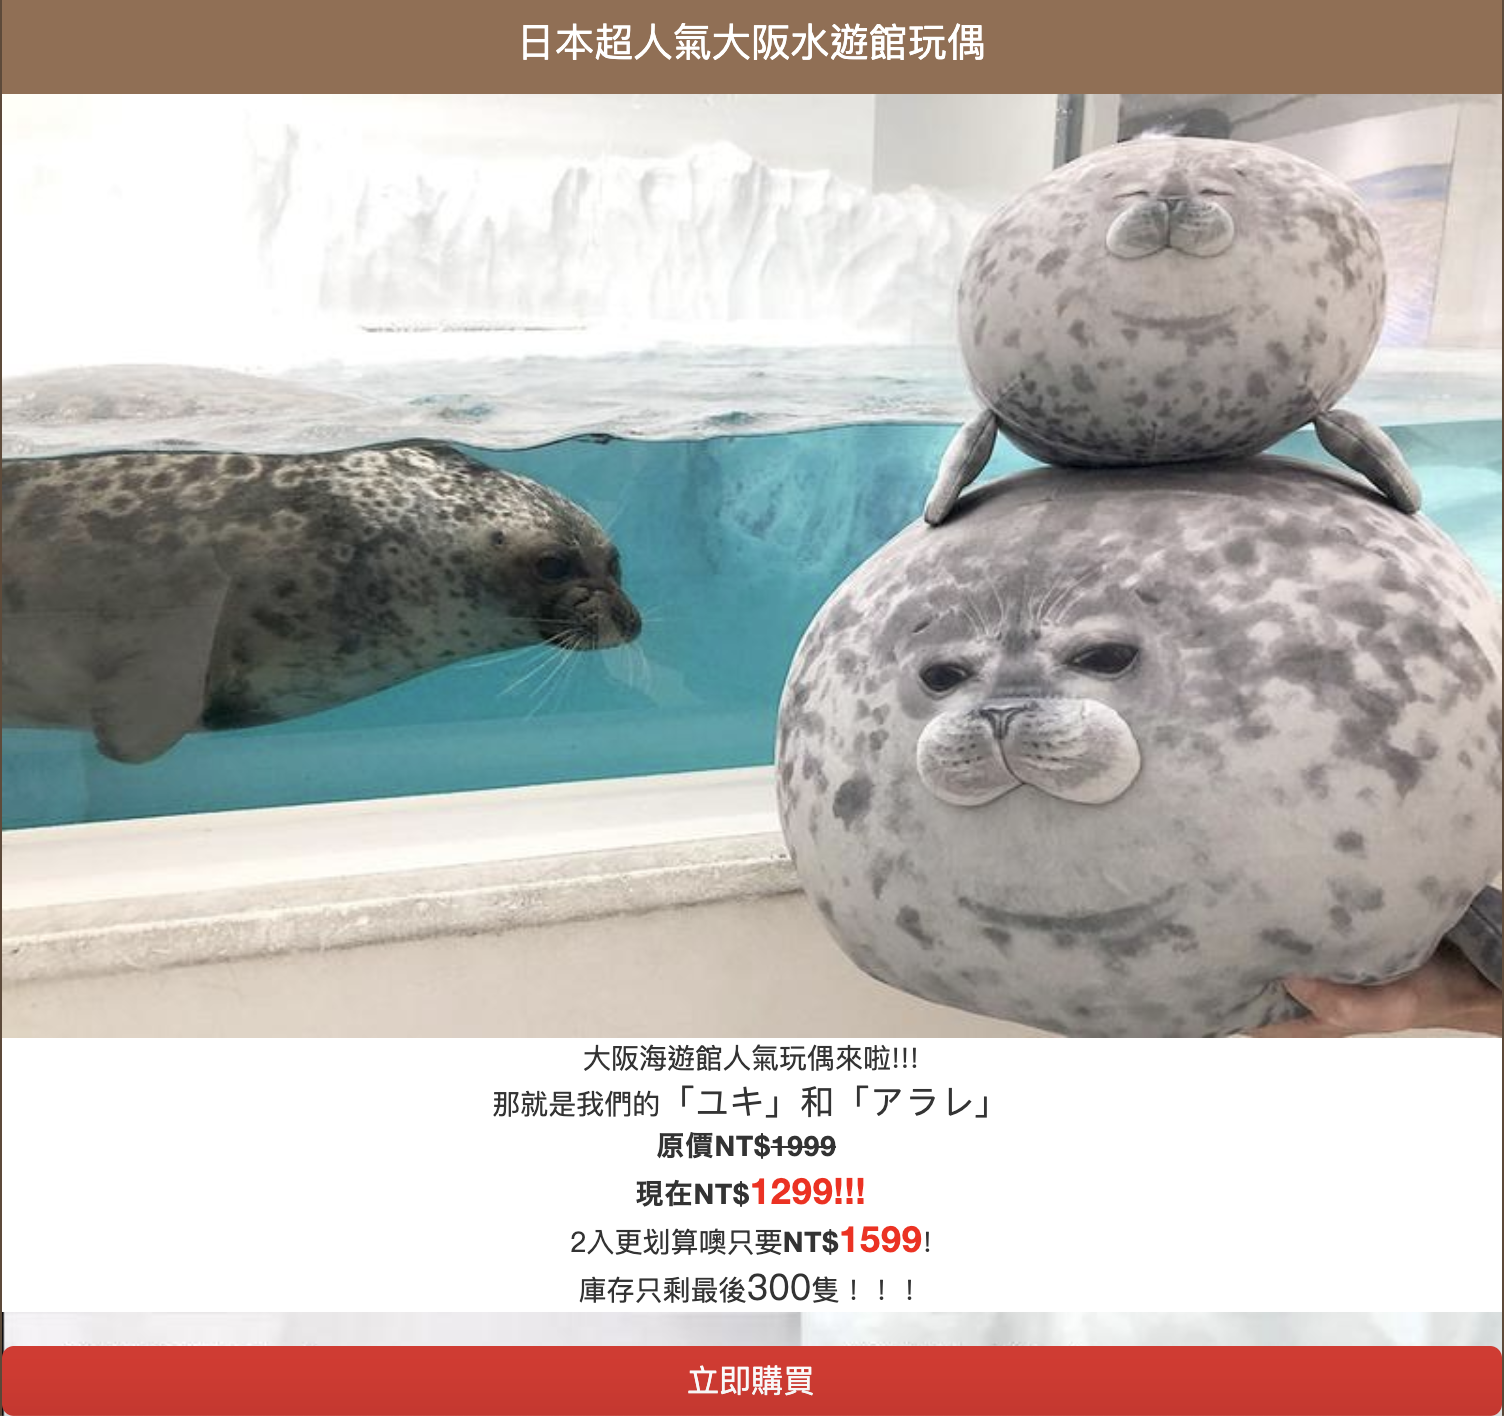 日本超人氣大阪水遊館玩偶
大阪海遊館人氣玩偶來啦!!!
那就是我們的「ユキ」和「アラレ」
原價NT$1999
現在NT$1299!!!
2入更划算噢只要NT$1599!
庫存只剩最後300隻！！！
立即購買